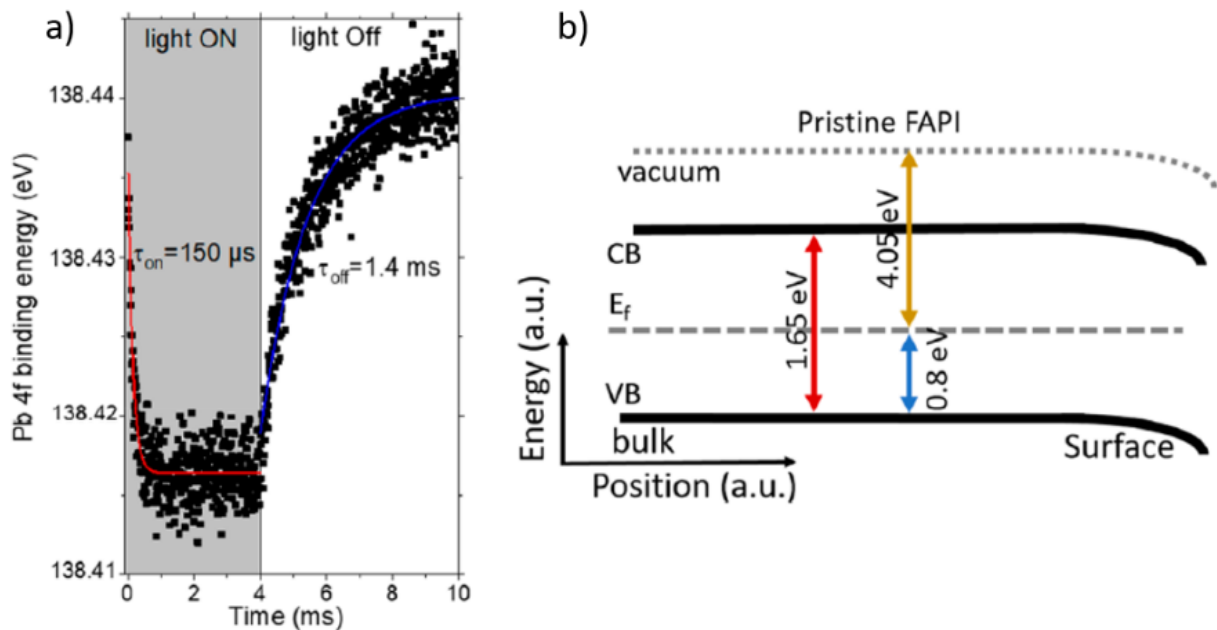 a)
light ON
light Off
138.44
138.43
138.42
138.41
Pb 4f binding energy (eV)
τon=150 µs
τoff=1.4 ms
0
2
4
6
8
10
Time (ms)
b)
Pristine FAPI
vacuum
CB
4.05 eV
1.65 eV
Ef
0.8 eV
VB
bulk
Surface
Energy (a.u.)
Position (a.u.)